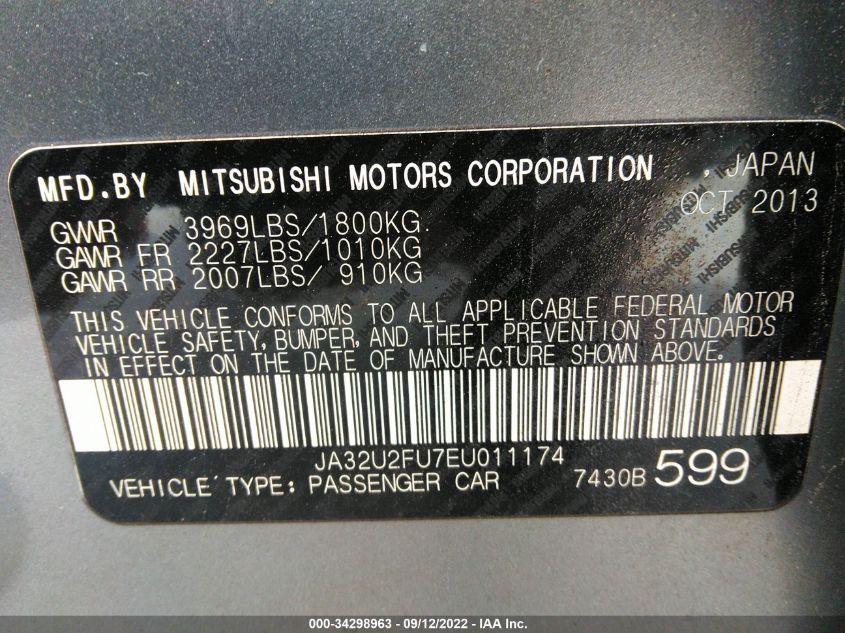 MFD.BY MITSUBISHI MOTORS CORPORATION , JAPAN
OCT 2013
GVWR 3969LBS/1800KG
GAWR FR 2227LBS/1010KG
GAWR RR 2007LBS/ 910KG
THIS VEHICLE CONFORMS TO ALL APPLICABLE FEDERAL MOTOR
VEHICLE SAFETY, BUMPER, AND THEFT PREVENTION STANDARDS
IN EFFECT ON THE DATE OF MANUFACTURE SHOWN ABOVE.
JA32U2FU7EU011174
VEHICLE TYPE: PASSENGER CAR 7430B 599
000-34298963 - 09/12/2022 - IAA Inc.